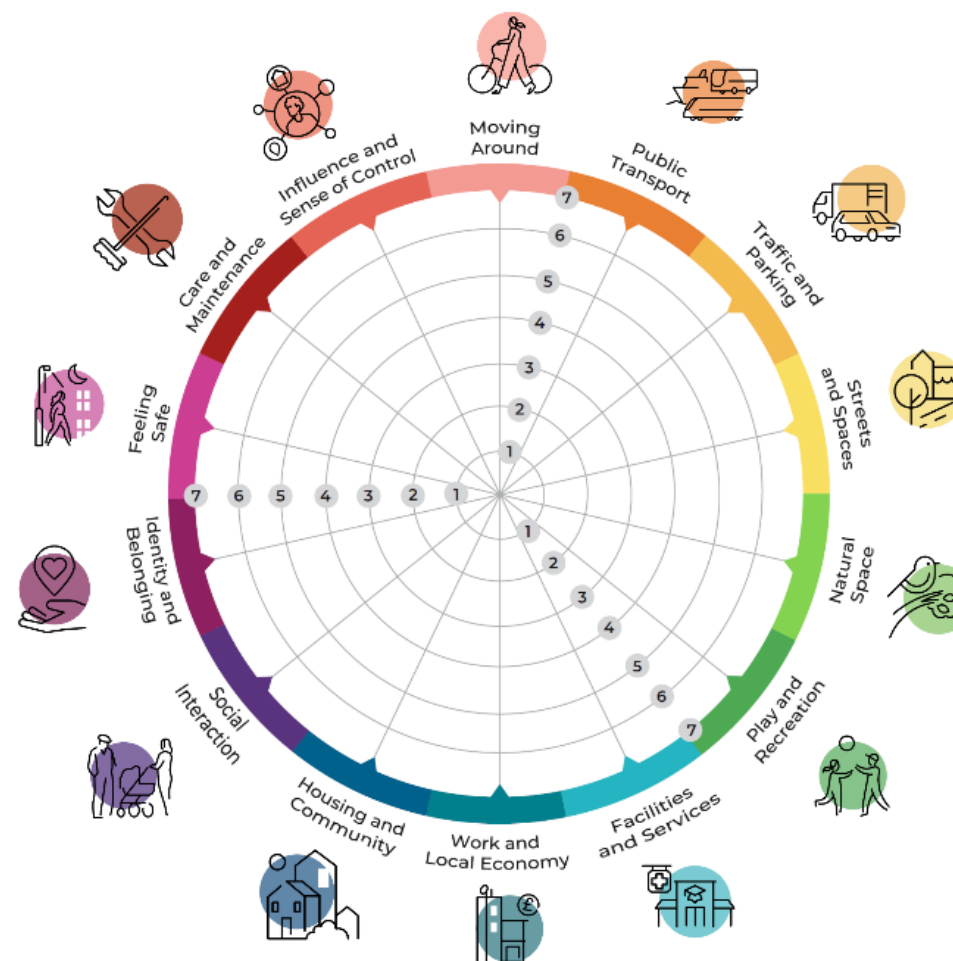 Moving
Around
Public
Transport
Traffic and
Parking
Streets
and Spaces
Natural
Space
Play and
Recreation
Facilities
and Services
Work and
Local Economy
Housing and
Community
Social
Interaction
Identity and
Belonging
Feeling
Safe
Care and
Maintenance
Influence and
Sense of Control
7
6
5
4
3
2
1
7 6 5 4 3 2 1
1
2
3
4
5
6
7
£